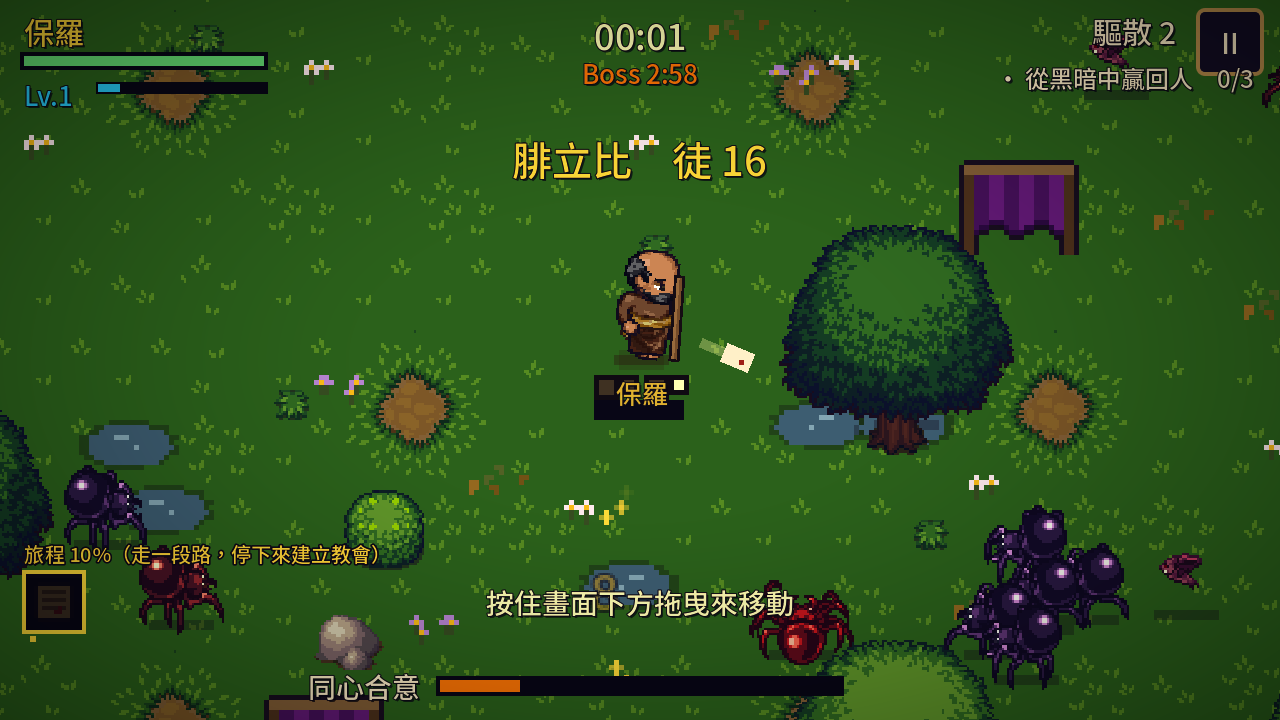 保羅
Lv.1
00:01
Boss 2:58
驅散 2
· 從黑暗中贏回人 0/3
腓立比 徒 16
保羅
旅程 10%（走一段路，停下來建立教會）
按住畫面下方拖曳來移動
同心合意